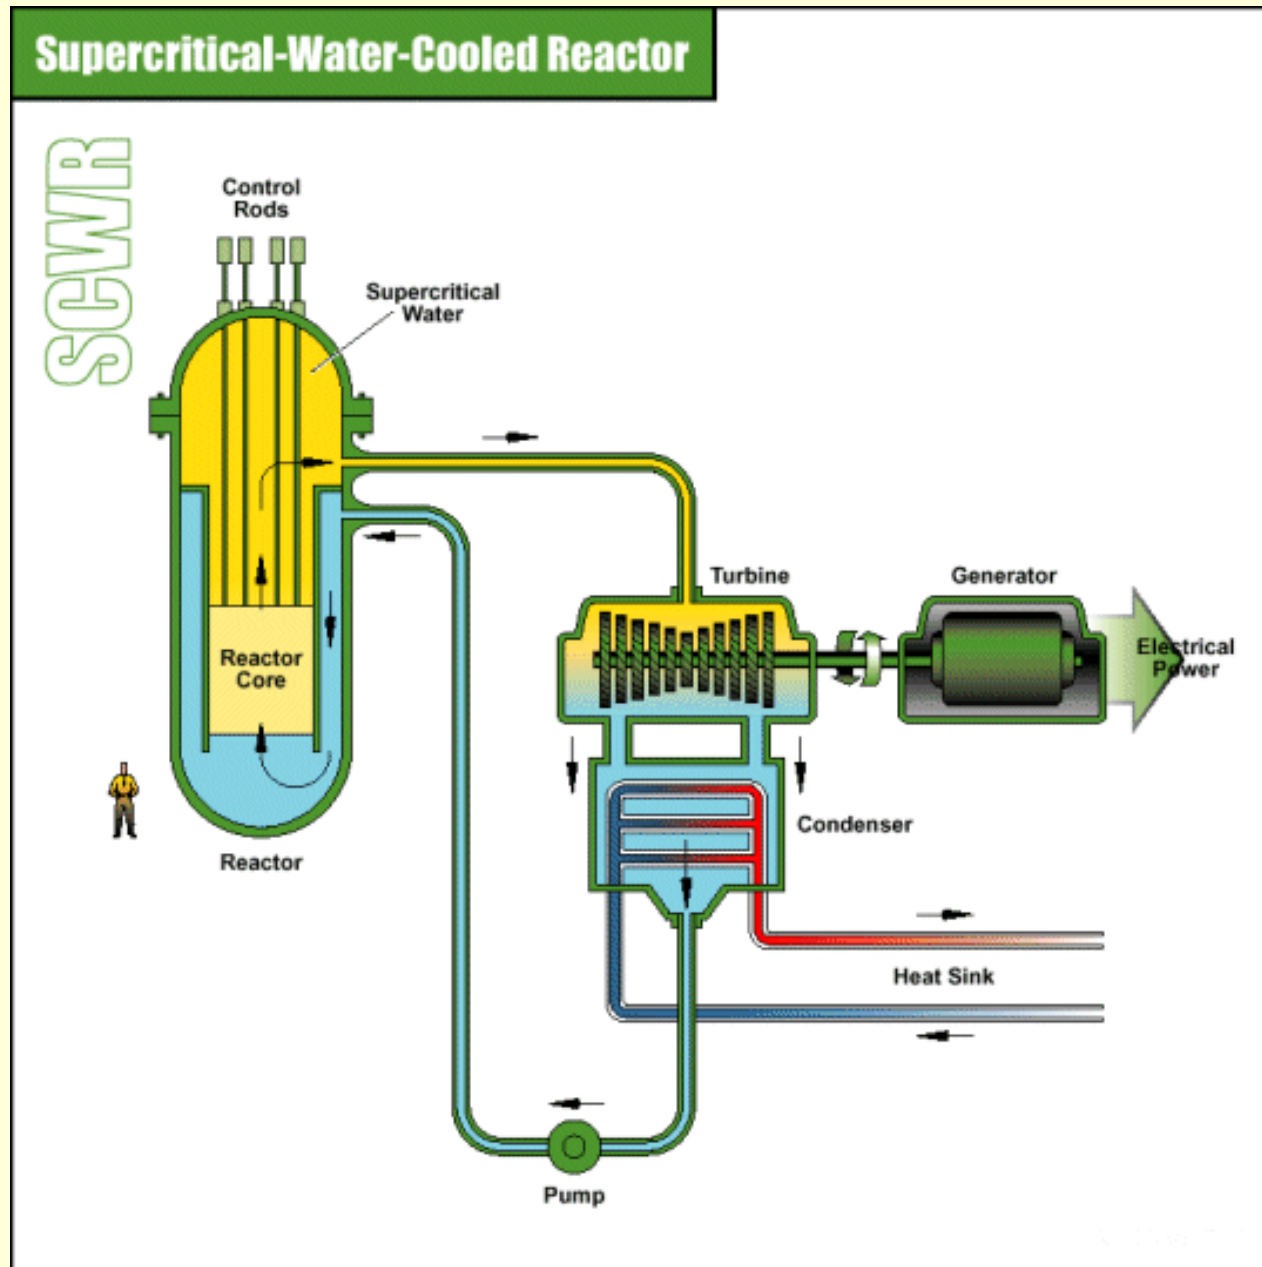 Supercritical-Water-Cooled Reactor
SCWR
Control
Rods
Supercritical
Water
Turbine
Generator
Electrical
Power
Reactor
Core
Condenser
Reactor
Heat Sink
Pump